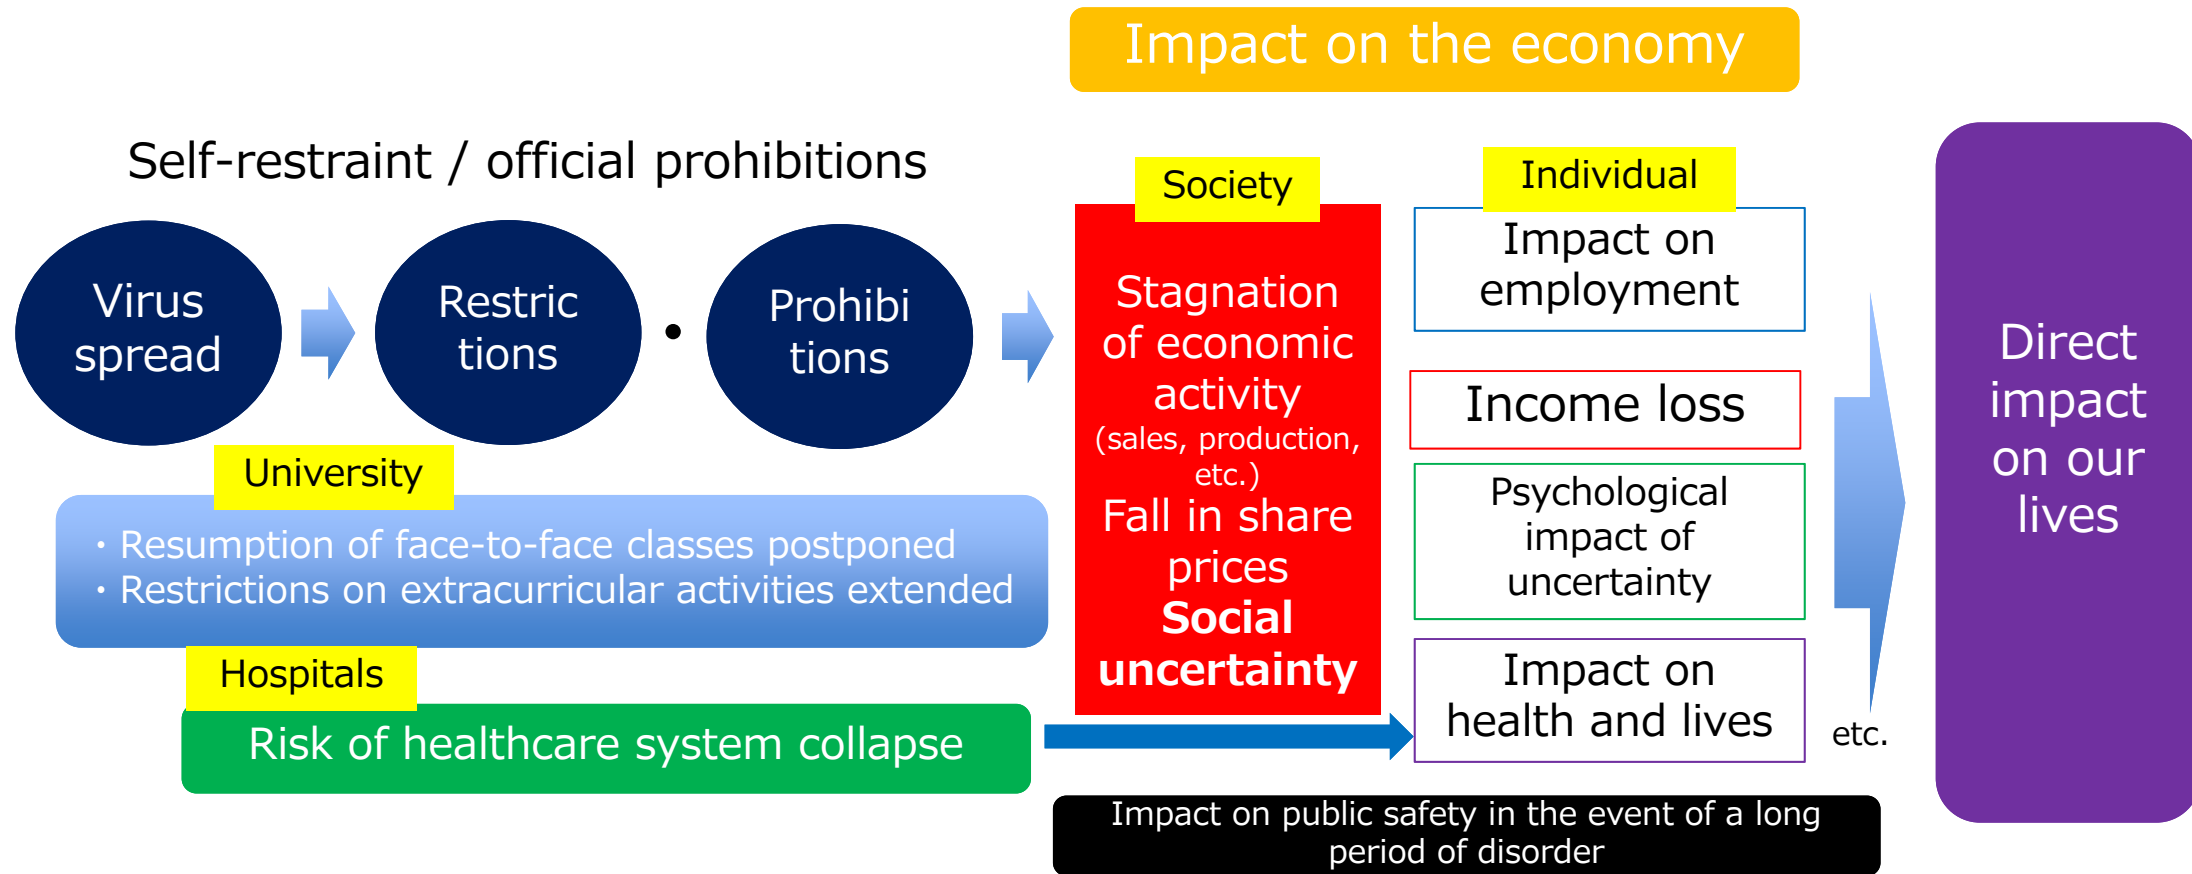 Impact on the economy
Self-restraint / official prohibitions
Virus
spread
Restric
tions
・
Prohibi
tions
University
・Resumption of face-to-face classes postponed
・Restrictions on extracurricular activities extended
Hospitals
Risk of healthcare system collapse
Society
Stagnation
of economic
activity
(sales, production,
etc.)
Fall in share
prices
Social
uncertainty
Individual
Impact on
employment
Income loss
Psychological
impact of
uncertainty
Impact on
health and lives
etc.
Impact on public safety in the event of a long
period of disorder
Direct
impact
on our
lives